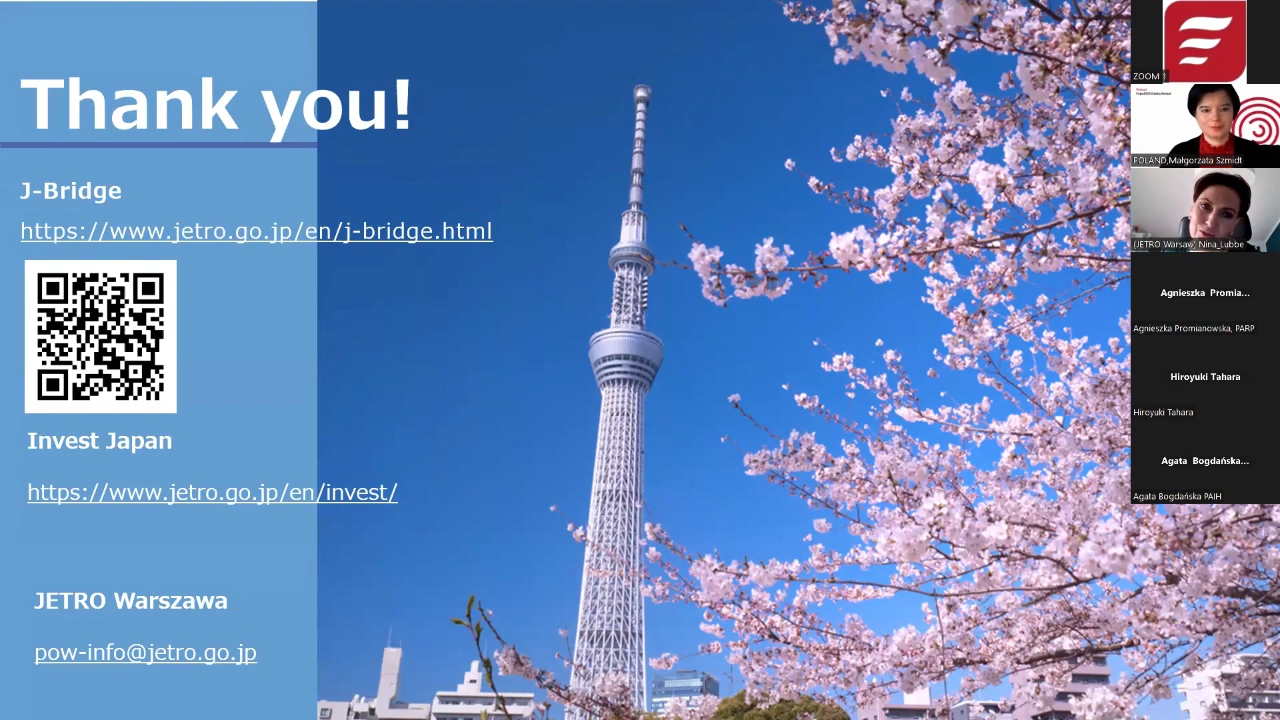 Thank you!
J-Bridge
https://www.jetro.go.jp/en/j-bridge.html
Invest Japan
https://www.jetro.go.jp/en/invest/
JETRO Warszawa
pow-info@jetro.go.jp
ZOOM 1
POLAND,Małgorzata Szmidt
(JETRO Warsaw) Nina_Lubbe
Agnieszka Promia...
Agnieszka Promianowska, PARP
Hiroyuki Tahara
Hiroyuki Tahara
Agata Bogdańska...
Agata Bogdańska PAIH